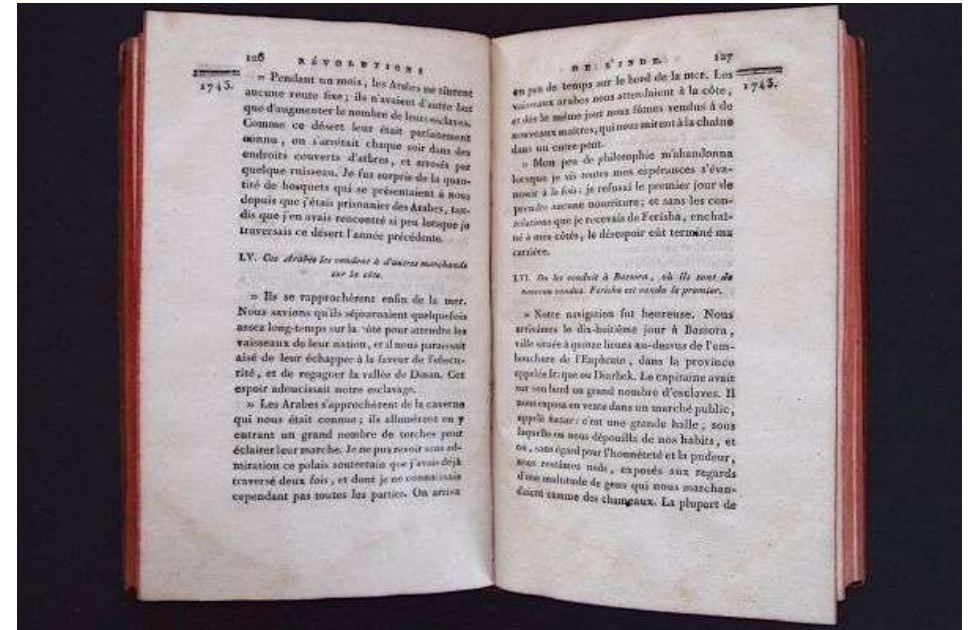 126
RÉVOLUTIONS
1743.
» Pendant un mois, les Arabes ne tinrent
aucune route fixe; ils n'avaient d'autre but
que d'augmenter le nombre de leurs esclaves.
Comme ce désert leur était parfaitement
connu, on s'arrêtait chaque soir dans des
endroits couverts d'arbres, et arrosés par
quelque ruisseau. Je fus surpris de la quan-
tité de bosquets qui se présentaient à nous
depuis que j'étais prisonnier des Arabes, tan-
dis que j'en avais rencontré si peu lorsque je
traversais ce désert l'année précédente.
LV. Ces Arabes les vendent à d'autres marchands
sur la côte.
» Ils se rapprochèrent enfin de la mer.
Nous savions qu'ils séjournaient quelquefois
assez long-temps sur la côte pour attendre les
vaisseaux de leur nation, et il nous paraissait
aisé de leur échapper à la faveur de l'obscu-
rité, et de regagner la vallée de Dinan. Cet
espoir adoucissait notre esclavage.
» Les Arabes s'approchèrent de la caverne
qui nous était connue; ils allumèrent en y
entrant un grand nombre de torches pour
éclairer leur marche. Je ne pus revoir sans ad-
miration ce palais souterrain que j'avais déjà
traversé deux fois, et dont je ne connaissais
cependant pas toutes les parties. On arriva
DE L'INDE.
127
1743.
en peu de temps sur le bord de la mer. Les
vaisseaux arabes nous attendaient à la côte,
et dès le même jour nous fûmes vendus à de
nouveaux maîtres, qui nous mirent à la chaîne
dans un entre pont.
» Mon peu de philosophie m'abandonna
lorsque je vis toutes mes espérances s'éva-
nouir à la fois: je refusai le premier jour de
prendre aucune nourriture; et sans les con-
solations que je recevais de Ferisha, enchaî-
né à mes côtés, le désespoir eût terminé ma
carrière.
LVI. On les conduit à Bassora, où ils sont de
nouveau vendus. Ferisha est vendu le premier.
» Notre navigation fut heureuse. Nous
arrivâmes le dix-huitième jour à Bassora,
ville située à quinze lieues au-dessus de l'em-
bouchure de l'Euphrate, dans la province
appelée Iraque ou Diarbek. Le capitaine avait
sur son bord un grand nombre d'esclaves. Il
nous exposa en vente dans un marché public,
appelé bazar: c'est une grande halle, sous
laquelle on nous dépouilla de nos habits, et
où, sans égard pour l'honnêteté et la pudeur,
nous restâmes nuds, exposés aux regards
d'une multitude de gens qui nous marchan-
daient comme des chameaux. La plupart de